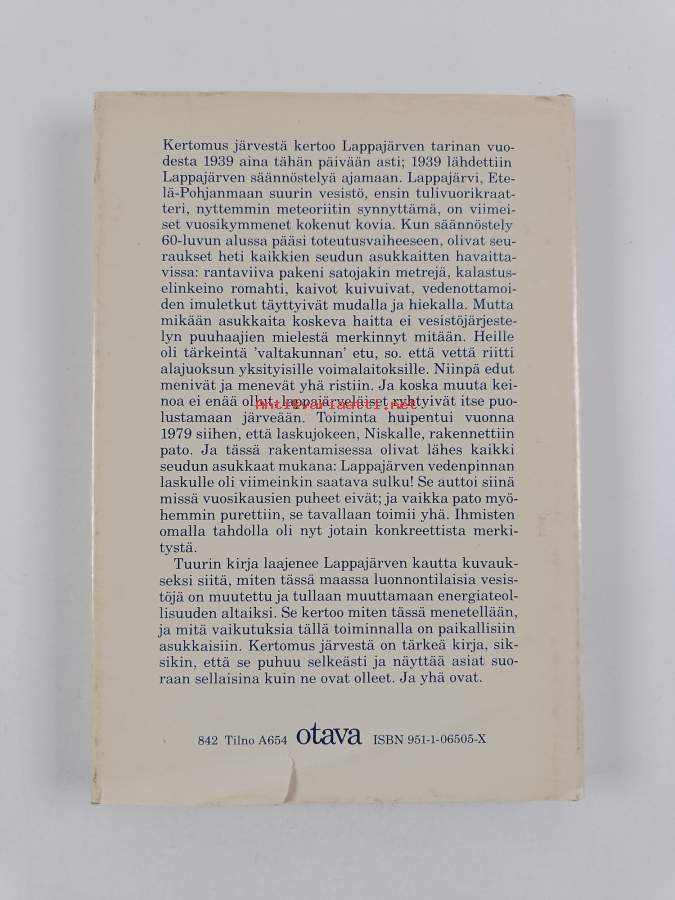 Kertomus järvestä kertoo Lappajärven tarinan vuo-
desta 1939 aina tähän päivään asti; 1939 lähdettiin
Lappajärven säännöstelyä ajamaan. Lappajärvi, Ete-
lä-Pohjanmaan suurin vesistö, ensin tulivuorikraat-
teri, nyttemmin meteoriitin synnyttämä, on viimei-
set vuosikymmenet kokenut kovia. Kun säännöstely
60-luvun alussa pääsi toteutusvaiheeseen, olivat seu-
raukset heti kaikkien seudun asukkaitten havaitta-
vissa: rantaviiva pakeni satojakin metrejä, kalastus-
elinkeino romahti, kaivot kuivuivat, vedenottamoi-
den imuletkut täyttyivät mudalla ja hiekalla. Mutta
mikään asukkaita koskeva haitta ei vesistöjärjeste-
lyn puuhaajien mielestä merkinnyt mitään. Heille
oli tärkeintä 'valtakunnan' etu, so. että vettä riitti
alajuoksun yksityisille voimalaitoksille. Niinpä edut
menivät ja menevät yhä ristiin. Ja koska muuta kei-
noa ei enää ollut, lappajärveläiset ryhtyivät itse puo-
Antikvariaatti.net
lustamaan järveään. Toiminta huipentui vuonna
1979 siihen, että laskujokeen, Niskalle, rakennettiin
pato. Ja tässä rakentamisessa olivat lähes kaikki
seudun asukkaat mukana: Lappajärven vedenpinnan
laskulle oli viimeinkin saatava sulku! Se auttoi siinä
missä vuosikausien puheet eivät; ja vaikka pato myö-
hemmin purettiin, se tavallaan toimii yhä. Ihmisten
omalla tahdolla oli nyt jotain konkreettista merki-
tystä.
Tuurin kirja laajenee Lappajärven kautta kuvauk-
seksi siitä, miten tässä maassa luonnontilaisia vesis-
töjä on muutettu ja tullaan muuttamaan energiateol-
lisuuden altaiksi. Se kertoo miten tässä menetellään,
ja mitä vaikutuksia tällä toiminnalla on paikallisiin
asukkaisiin. Kertomus järvestä on tärkeä kirja, sik-
sikin, että se puhuu selkeästi ja näyttää asiat suo-
raan sellaisina kuin ne ovat olleet. Ja yhä ovat.
842 Tilno A654 otava ISBN 951-1-06505-X